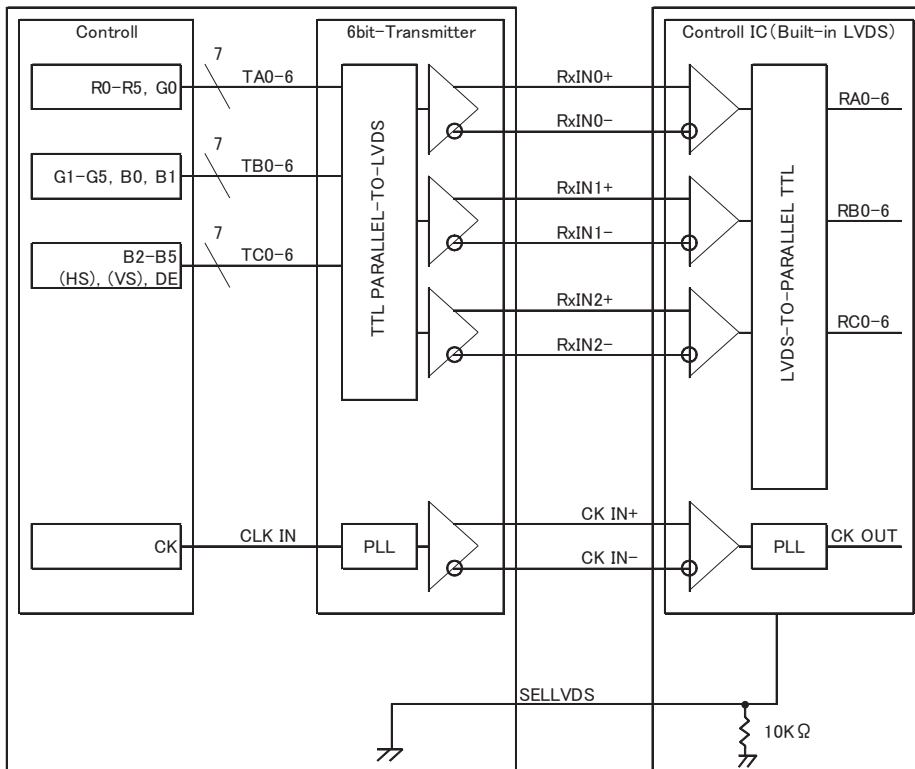 Controll
6bit-Transmitter
Controll IC(Built-in LVDS)
7
R0-R5, G0
TA0-6
RxIN0+
RA0-6
RxIN0-
7
G1-G5, B0, B1
TB0-6
RxIN1+
RB0-6
RxIN1-
7
B2-B5
(HS), (VS), DE
TC0-6
RxIN2+
RC0-6
RxIN2-
TTL PARALLEL-TO-LVDS
LVDS-TO-PARALLEL TTL
CK
CLK IN
PLL
CK IN+
CK IN-
PLL
CK OUT
SELLVDS
10KΩ